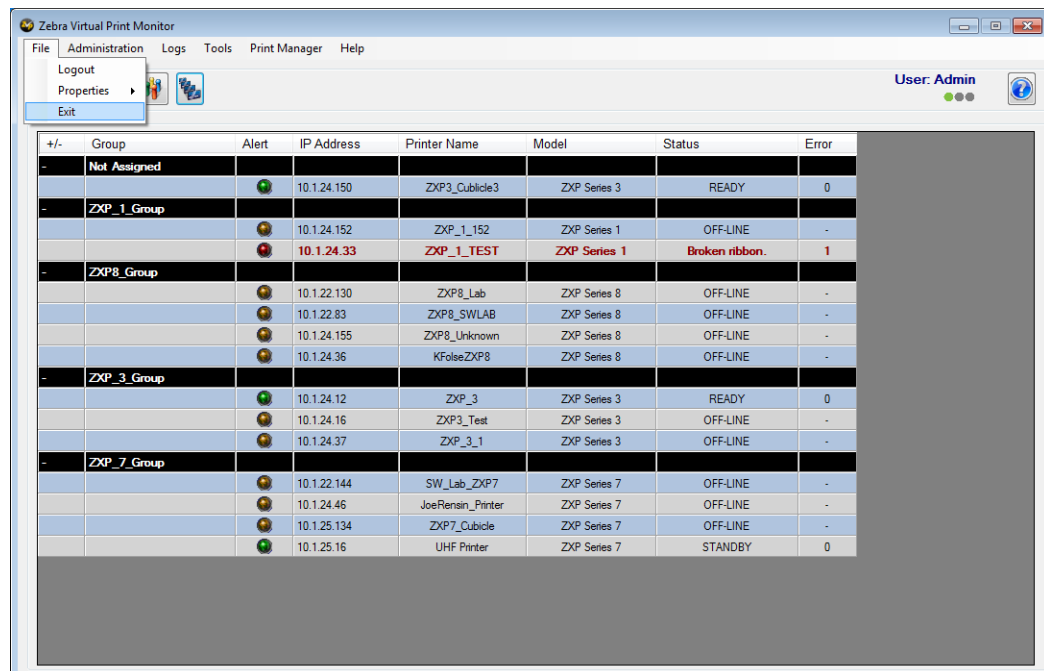 Zebra Virtual Print Monitor
File Administration Logs Tools Print Manager Help
Logout
Properties
Exit
User: Admin
+/- Group Alert IP Address Printer Name Model Status Error
- Not Assigned
10.1.24.150 ZXP3_Cublicle3 ZXP Series 3 READY 0
- ZXP_1_Group
10.1.24.152 ZXP_1_152 ZXP Series 1 OFF-LINE -
10.1.24.33 ZXP_1_TEST ZXP Series 1 Broken ribbon. 1
- ZXP8_Group
10.1.22.130 ZXP8_Lab ZXP Series 8 OFF-LINE -
10.1.22.83 ZXP8_SWLAB ZXP Series 8 OFF-LINE -
10.1.24.155 ZXP8_Unknown ZXP Series 8 OFF-LINE -
10.1.24.36 KFolseZXP8 ZXP Series 8 OFF-LINE -
- ZXP_3_Group
10.1.24.12 ZXP_3 ZXP Series 3 READY 0
10.1.24.16 ZXP3_Test ZXP Series 3 OFF-LINE -
10.1.24.37 ZXP_3_1 ZXP Series 3 OFF-LINE -
- ZXP_7_Group
10.1.22.144 SW_Lab_ZXP7 ZXP Series 7 OFF-LINE -
10.1.24.46 JoeRensin_Printer ZXP Series 7 OFF-LINE -
10.1.25.134 ZXP7_Cubicle ZXP Series 7 OFF-LINE -
10.1.25.16 UHF Printer ZXP Series 7 STANDBY 0